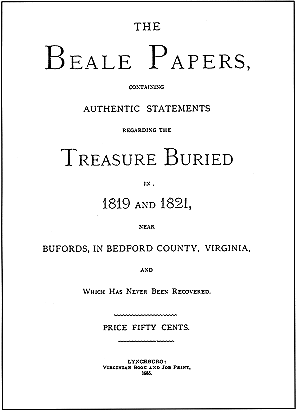 THE
BEALE PAPERS,
CONTAINING
AUTHENTIC STATEMENTS
REGARDING THE
TREASURE BURIED
IN
1819 AND 1821,
NEAR
BUFORDS, IN BEDFORD COUNTY, VIRGINIA,
AND
WHICH HAS NEVER BEEN RECOVERED.
PRICE FIFTY CENTS.
LYNCHBURG:
VIRGINIAN BOOK AND JOB PRINT,
1885.